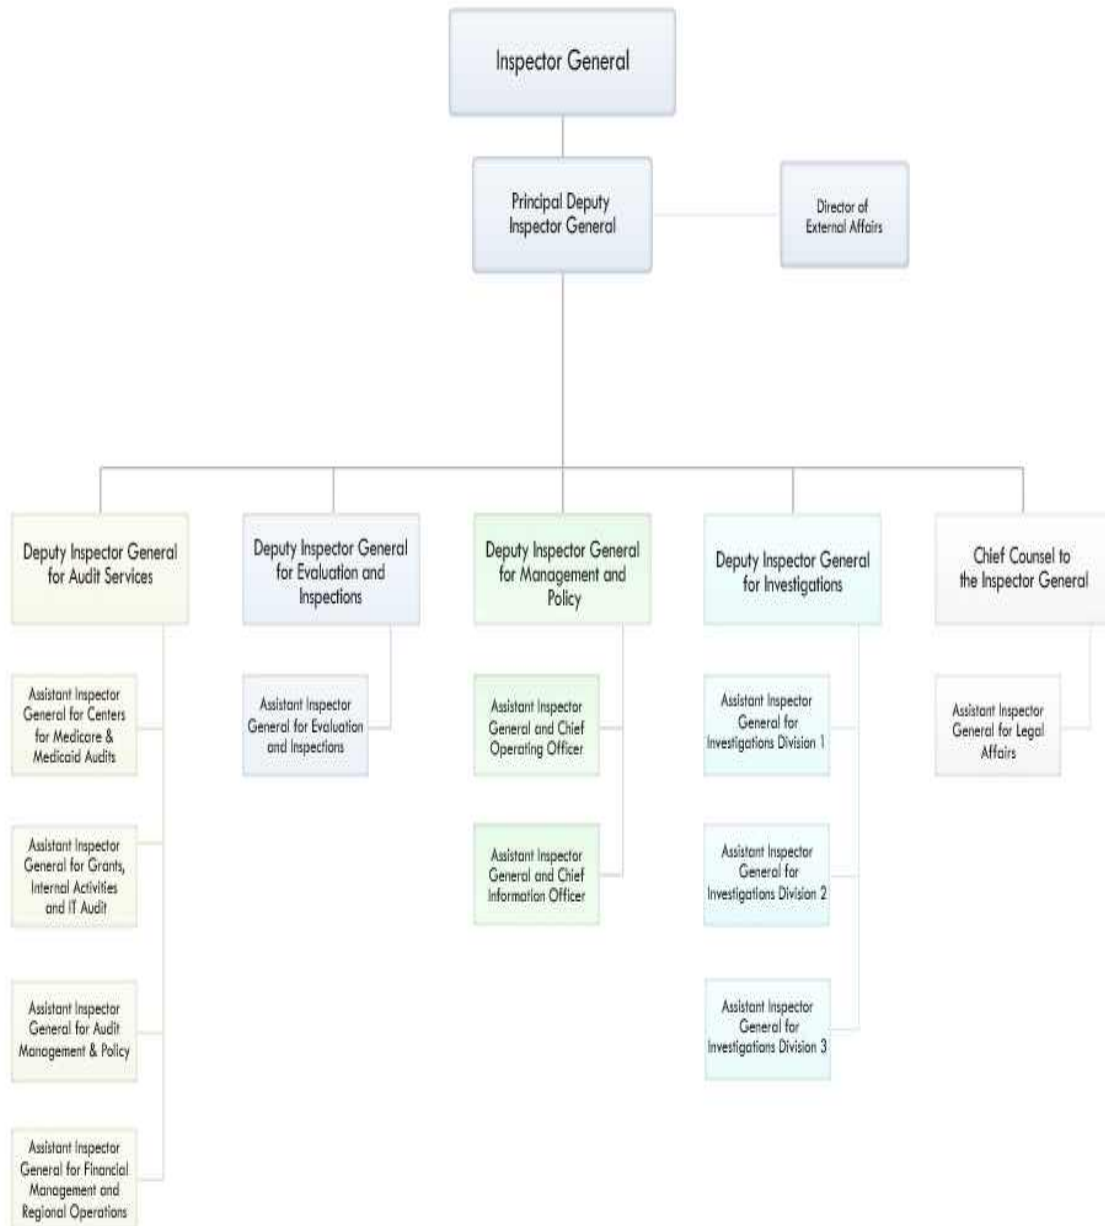 Inspector General
Principal Deputy
Inspector General
Director of
External Affairs
Deputy Inspector General
for Audit Services
Deputy Inspector General
for Evaluation and
Inspections
Deputy Inspector General
for Management and
Policy
Deputy Inspector General
for Investigations
Chief Counsel to
the Inspector General
Assistant Inspector
General for Centers
for Medicare &
Medicaid Audits
Assistant Inspector
General for Evaluation
and Inspections
Assistant Inspector
General and Chief
Operating Officer
Assistant Inspector
General for
Investigations Division 1
Assistant Inspector
General for Legal
Affairs
Assistant Inspector
General for Grants,
Internal Activities
and IT Audit
Assistant Inspector
General and Chief
Information Officer
Assistant Inspector
General for
Investigations Division 2
Assistant Inspector
General for Audit
Management & Policy
Assistant Inspector
General for
Investigations Division 3
Assistant Inspector
General for Financial
Management and
Regional Operations